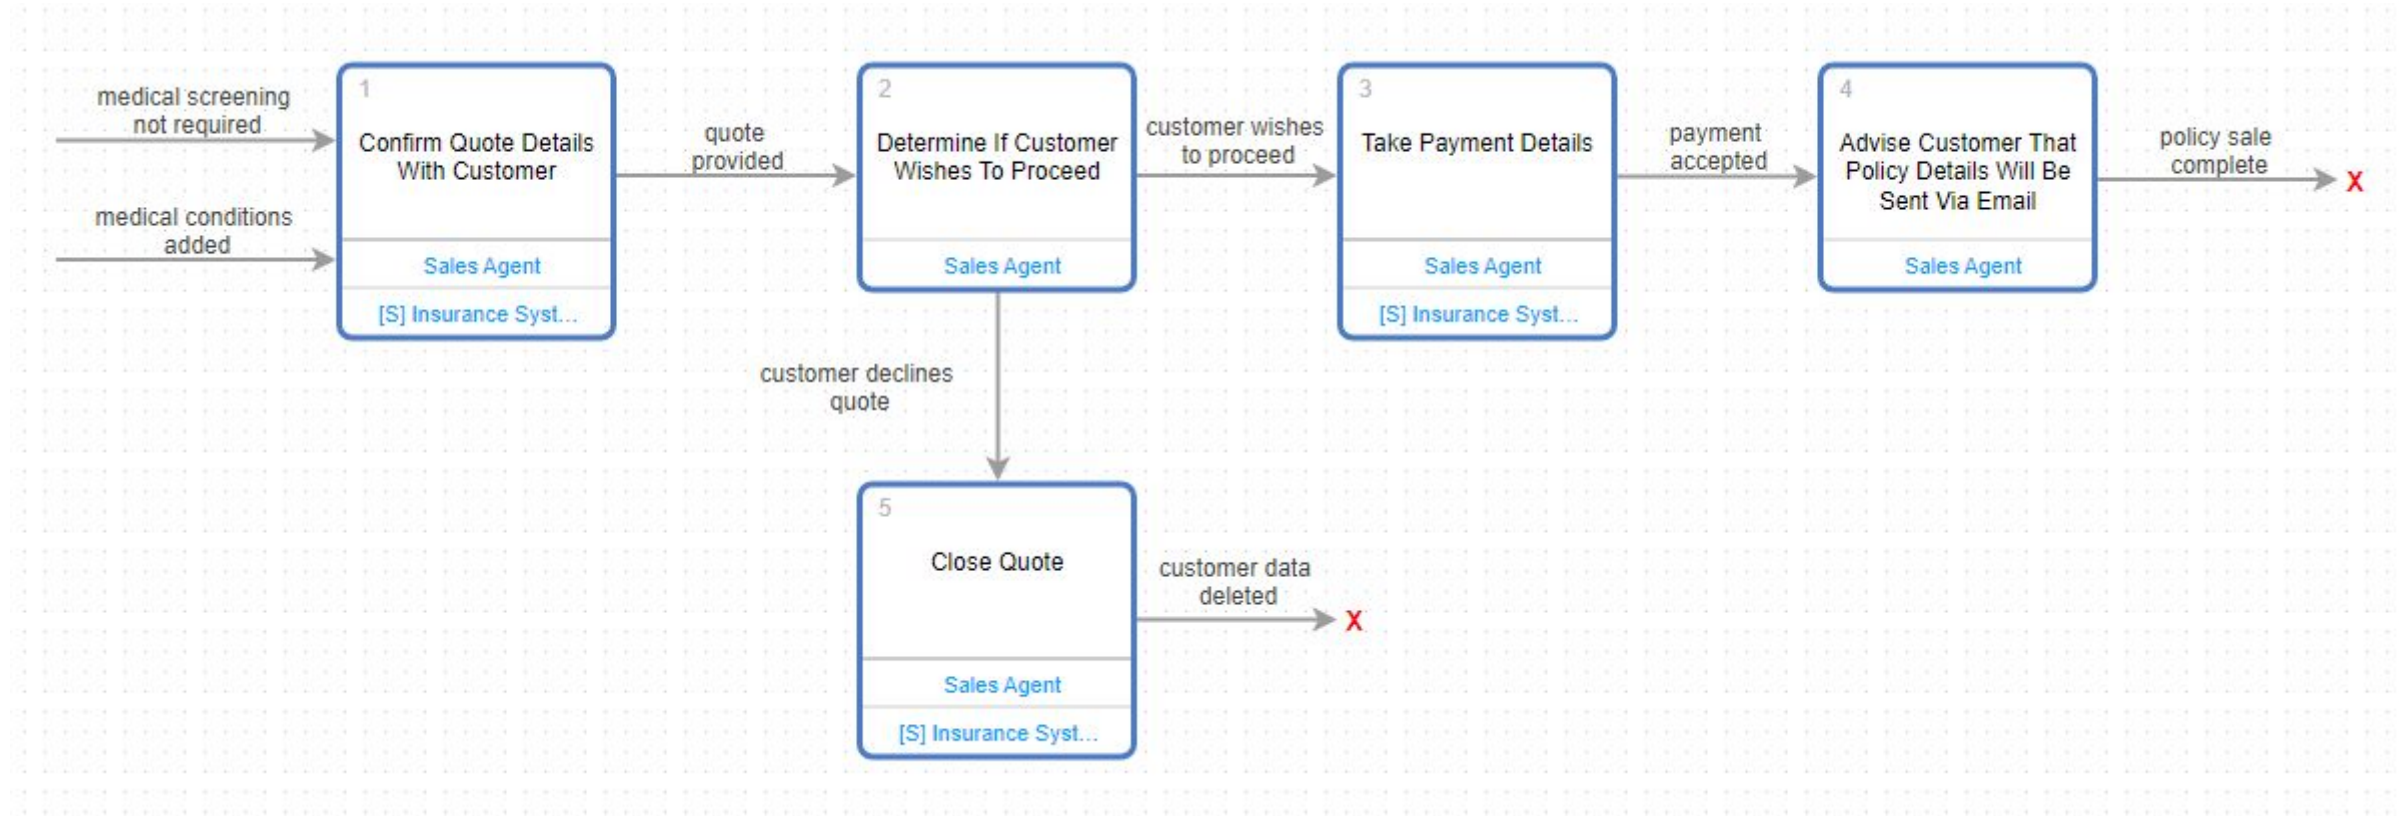 medical screening
not required
medical conditions
added
1
Confirm Quote Details
With Customer
Sales Agent
[S] Insurance Syst...
quote
provided
2
Determine If Customer
Wishes To Proceed
Sales Agent
customer wishes
to proceed
3
Take Payment Details
Sales Agent
[S] Insurance Syst...
payment
accepted
4
Advise Customer That
Policy Details Will Be
Sent Via Email
Sales Agent
policy sale
complete
X
customer declines
quote
5
Close Quote
Sales Agent
[S] Insurance Syst...
customer data
deleted
X